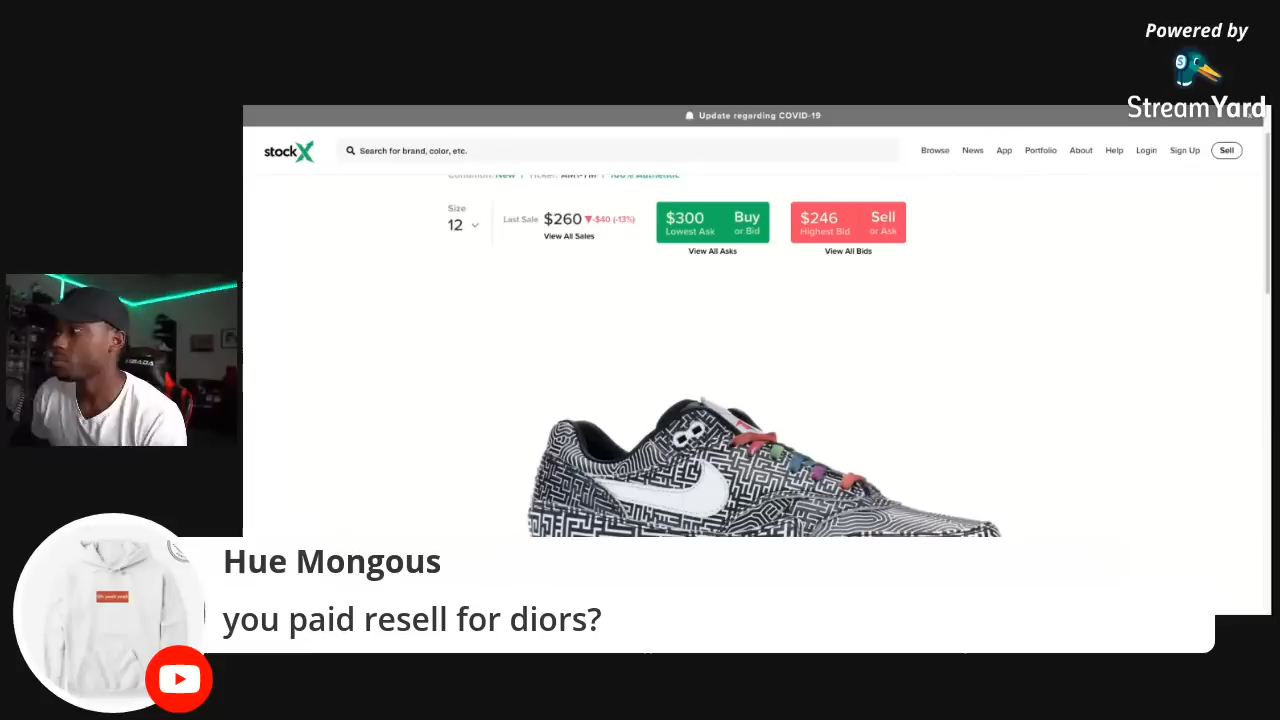 Powered by
StreamYard
Update regarding COVID-19
stockX
Search for brand, color, etc.
Browse News App Portfolio About Help Login Sign Up Sell
Size
12
Last Sale $260 ▼-$40 (-13%)
View All Sales
$300 Buy
Lowest Ask or Bid
View All Asks
$246 Sell
Highest Bid or Ask
View All Bids
Hue Mongous
you paid resell for diors?